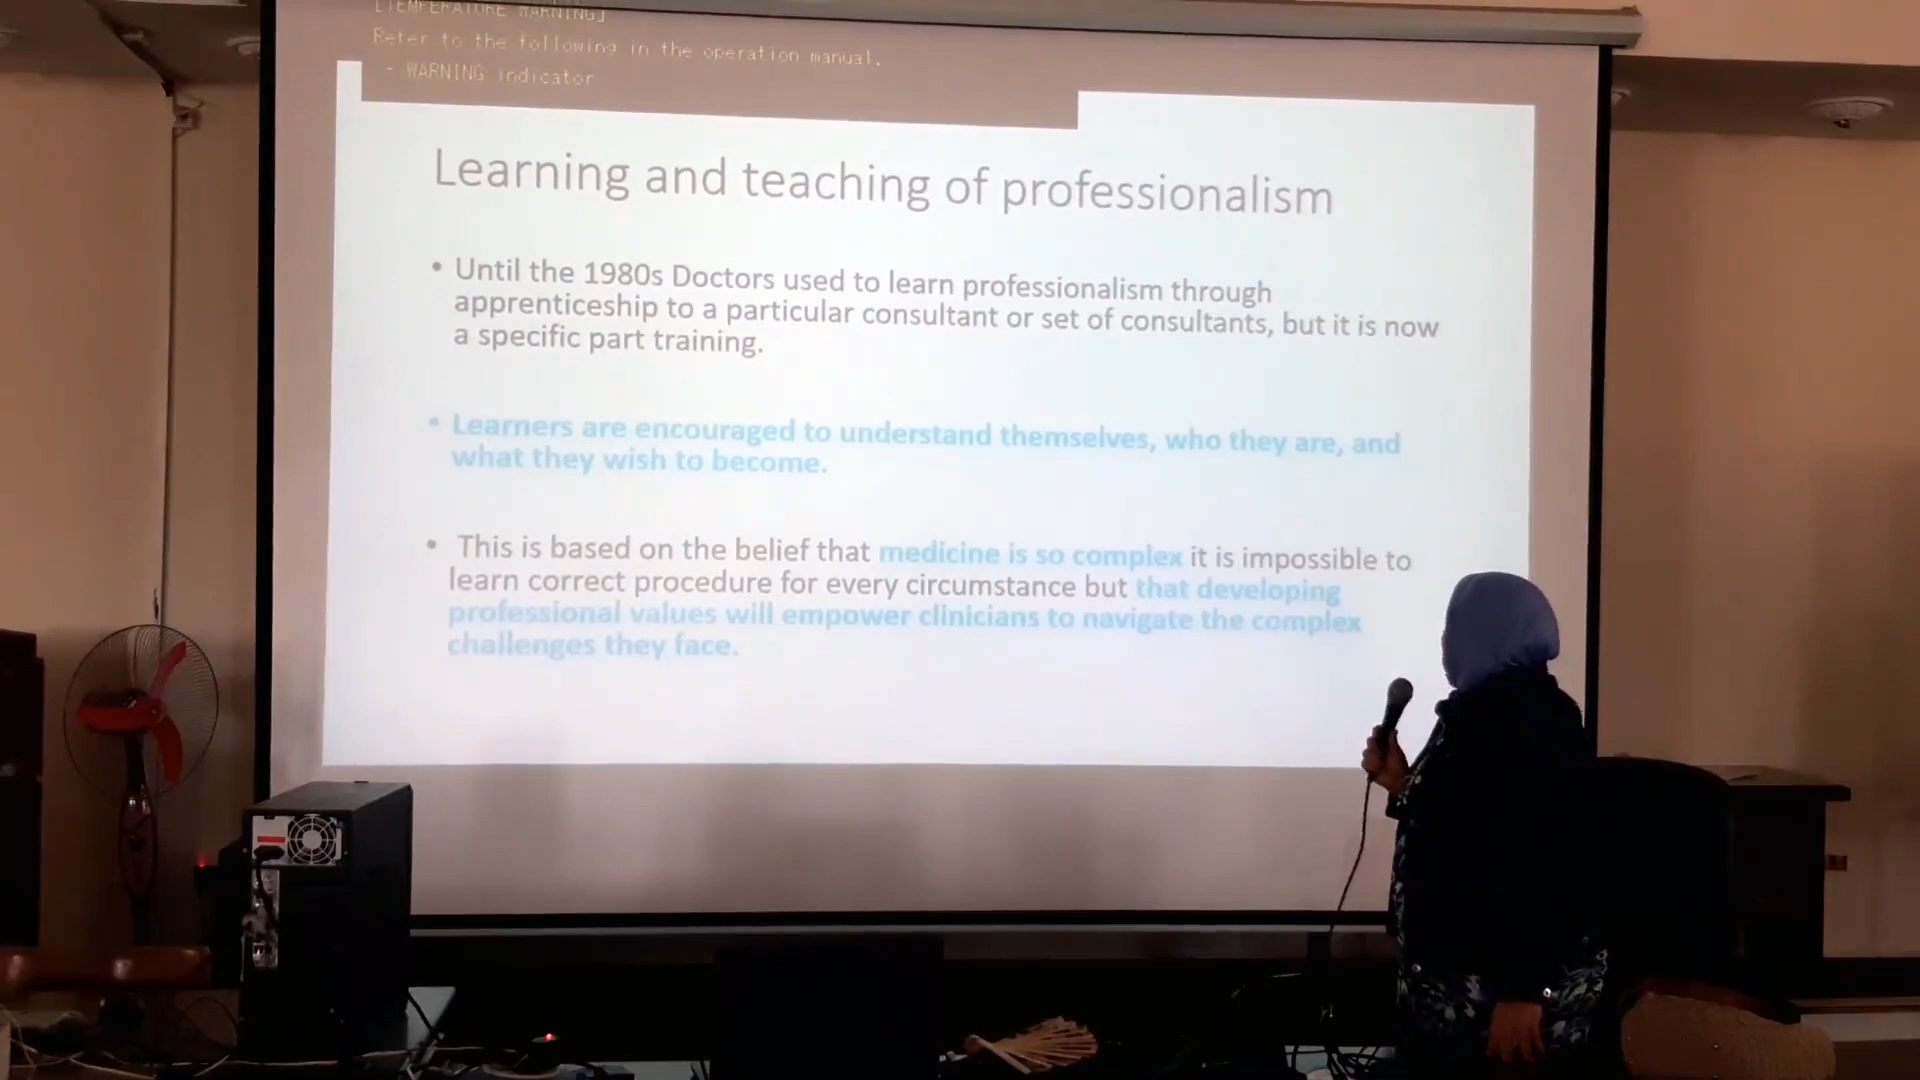 [TEMPERATURE WARNING]
Refer to the following in the operation manual.
- WARNING indicator
Learning and teaching of professionalism
• Until the 1980s Doctors used to learn professionalism through
apprenticeship to a particular consultant or set of consultants, but it is now
a specific part training.
• Learners are encouraged to understand themselves, who they are, and
what they wish to become.
• This is based on the belief that medicine is so complex it is impossible to
learn correct procedure for every circumstance but that developing
professional values will empower clinicians to navigate the complex
challenges they face.